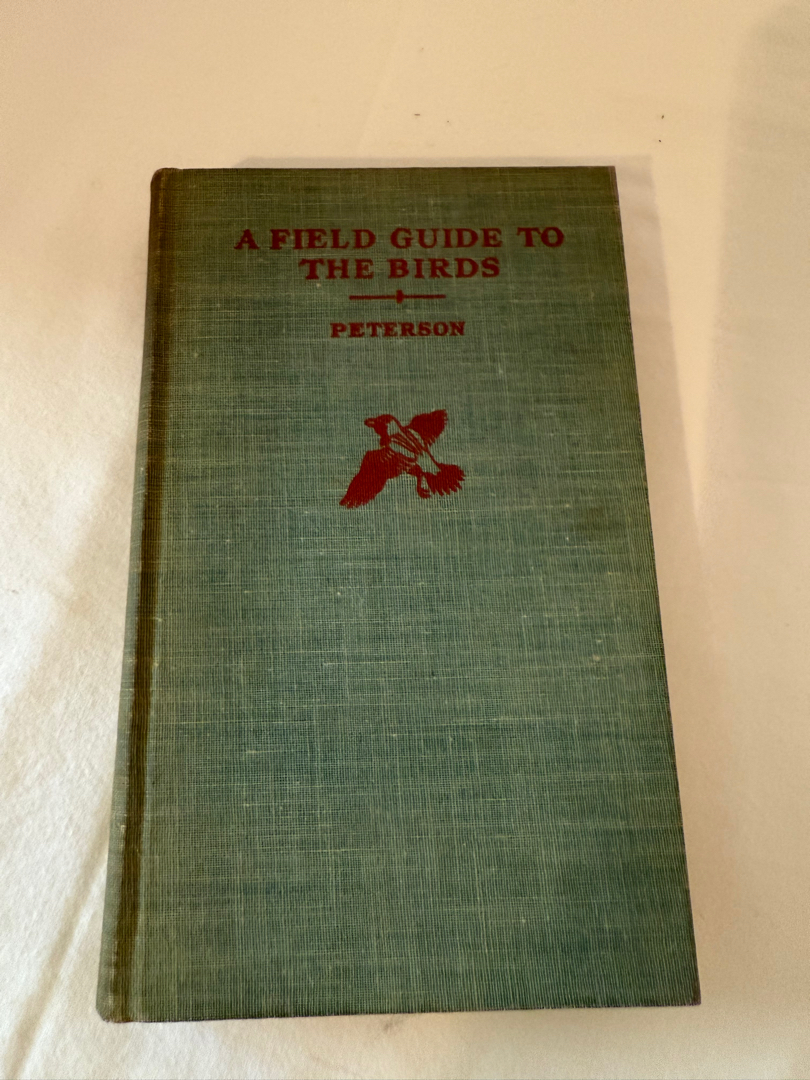 A FIELD GUIDE TO
THE BIRDS
PETERSON